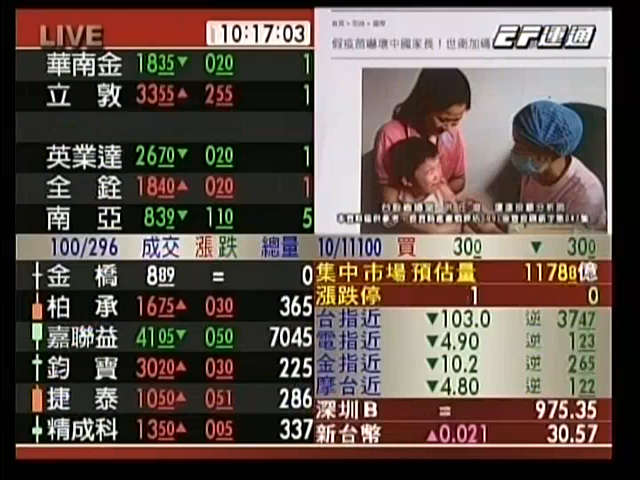 LIVE 10:17:03
華南金 1835▼ 020 1
立敦 3355▲ 255 1
英業達 2670▼ 020 1
全銓 1840▲ 020 1
南亞 839▼ 110 5
100/296 成交 漲跌 總量
金橋 889 = 0
柏承 1675▲ 030 365
嘉聯益 4105▼ 050 7045
鈞寶 3020▲ 030 225
捷泰 1050▲ 051 286
精成科 1350▲ 005 337
假疫苗嚇壞中國家長!世衛加碼
10/11100 買 300 ▼ 300
集中市場預估量 11788億
漲跌停 1 0
台指近 ▼103.0 逆 3747
電指近 ▼4.90 逆 123
金指近 ▼10.2 逆 265
摩台近 ▼4.80 逆 122
深圳B = 975.35
新台幣 ▲0.021 30.57